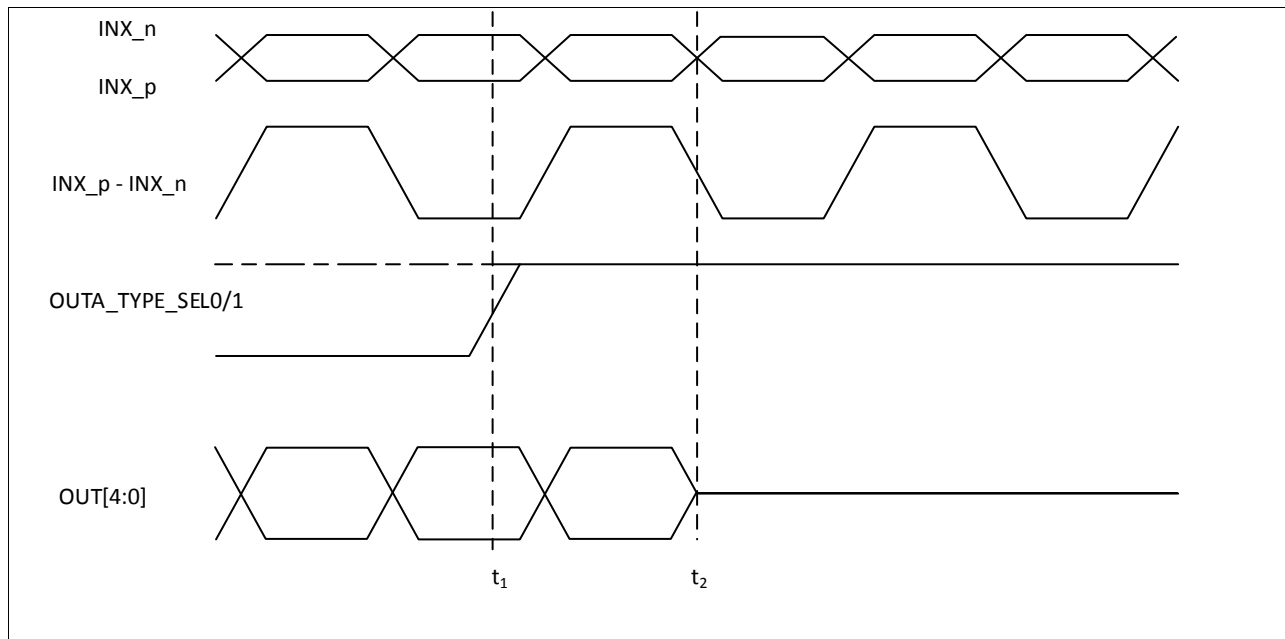 INX_n
INX_p
INX_p - INX_n
OUTA_TYPE_SEL0/1
OUT[4:0]
t₁
t₂